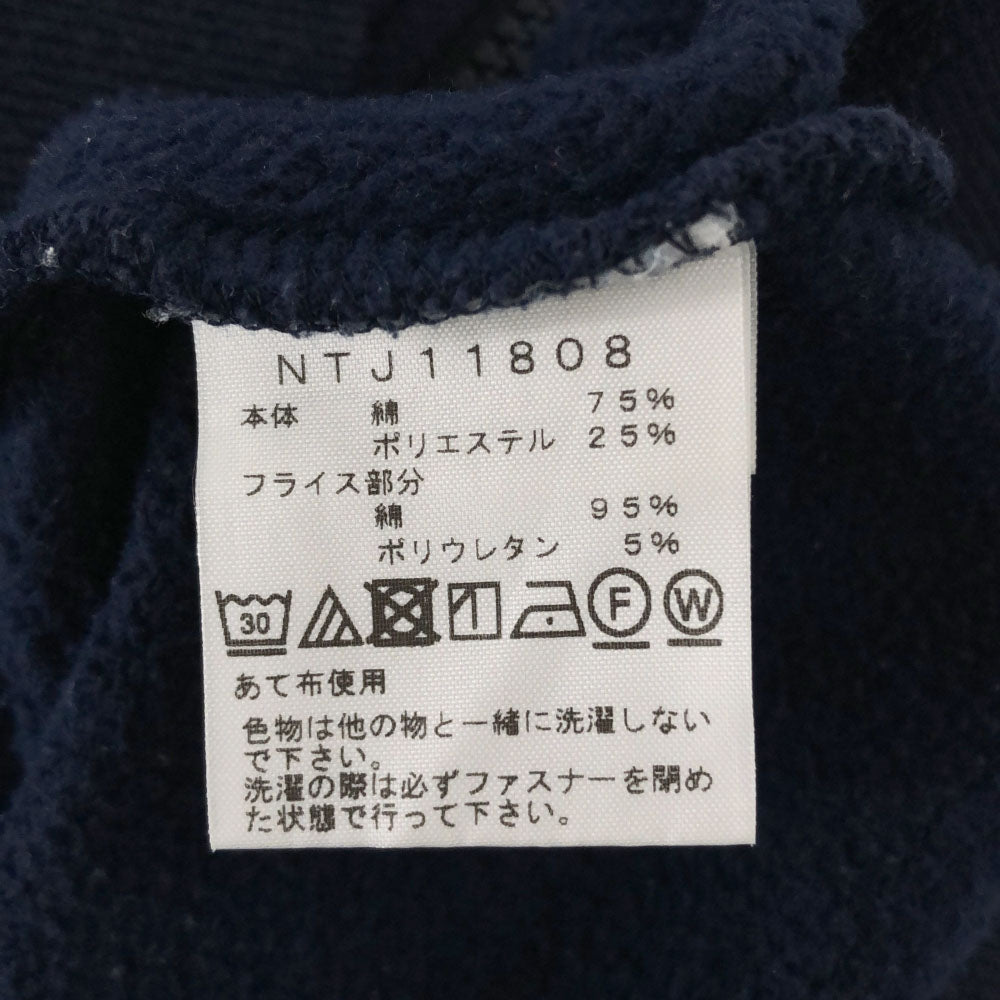 NTJ11808
本体 綿 75%
ポリエステル 25%
フライス部分
綿 95%
ポリウレタン 5%
30 F W
あて布使用
色物は他の物と一緒に洗濯しない
で下さい。
洗濯の際は必ずファスナーを閉め
た状態で行って下さい。